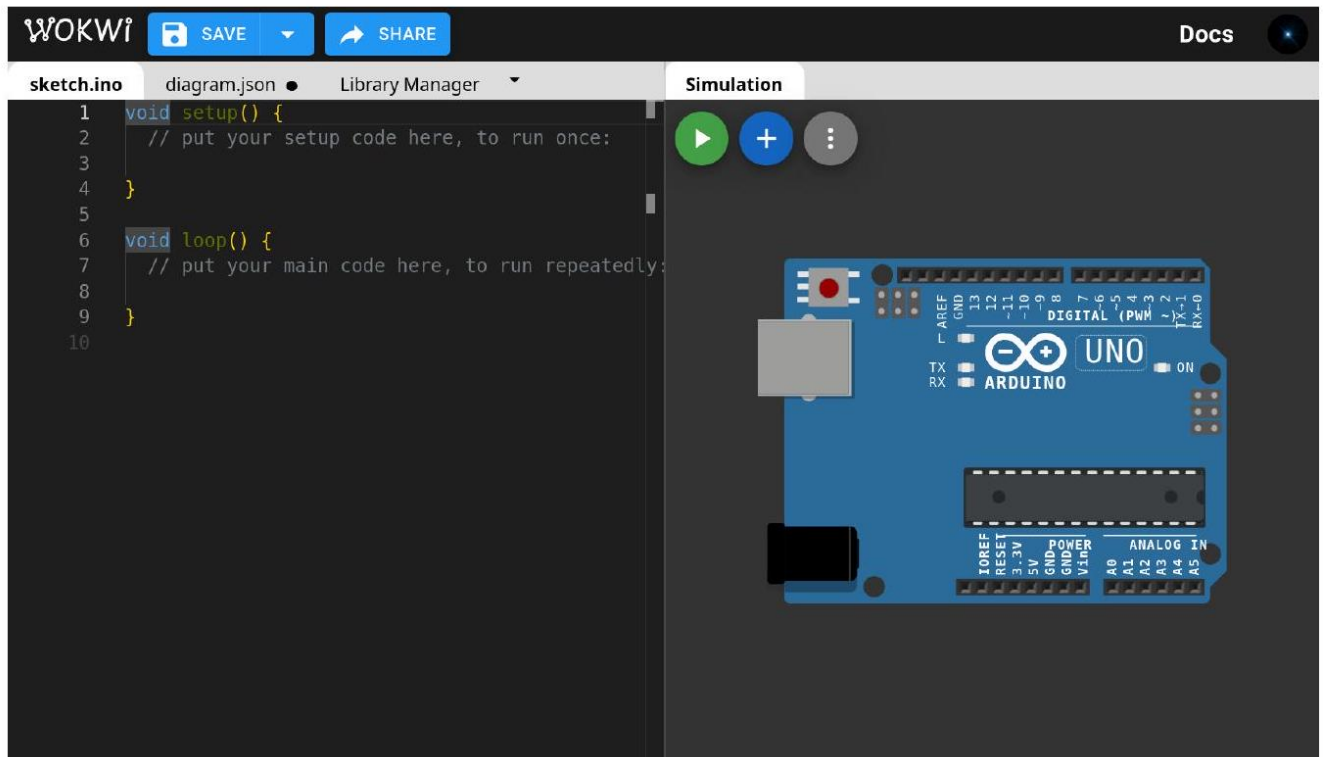 WOKWI SAVE SHARE Docs
sketch.ino diagram.json ● Library Manager Simulation
1 void setup() {
2 // put your setup code here, to run once:
3
4 }
5
6 void loop() {
7 // put your main code here, to run repeatedly:
8
9 }
10
AREF GND 13 12 ~11 ~10 ~9 8 7 ~6 ~5 4 ~3 2 TX→1 RX←0
DIGITAL (PWM ~)
L
UNO
TX ON
RX ARDUINO
IOREF RESET 3.3V 5V GND GND Vin A0 A1 A2 A3 A4 A5
POWER ANALOG IN